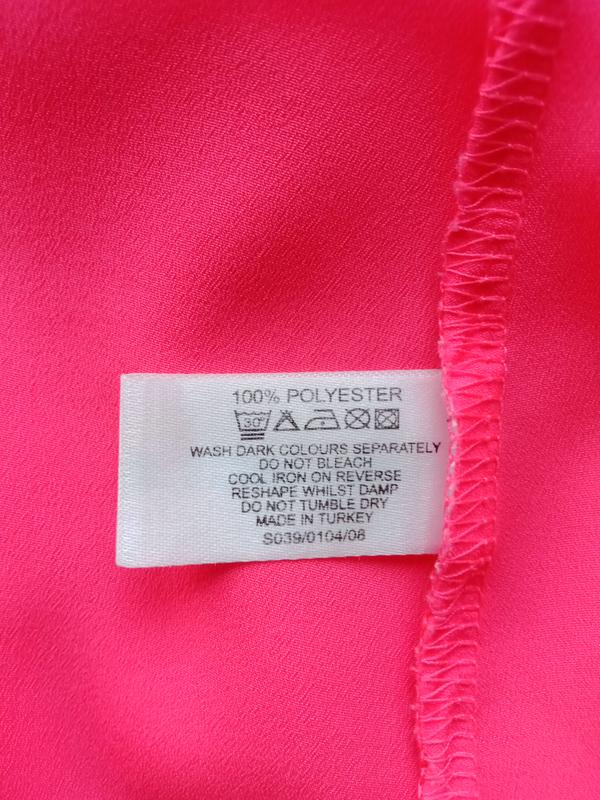 100% POLYESTER
30°
WASH DARK COLOURS SEPARATELY
DO NOT BLEACH
COOL IRON ON REVERSE
RESHAPE WHILST DAMP
DO NOT TUMBLE DRY
MADE IN TURKEY
S039/0104/08